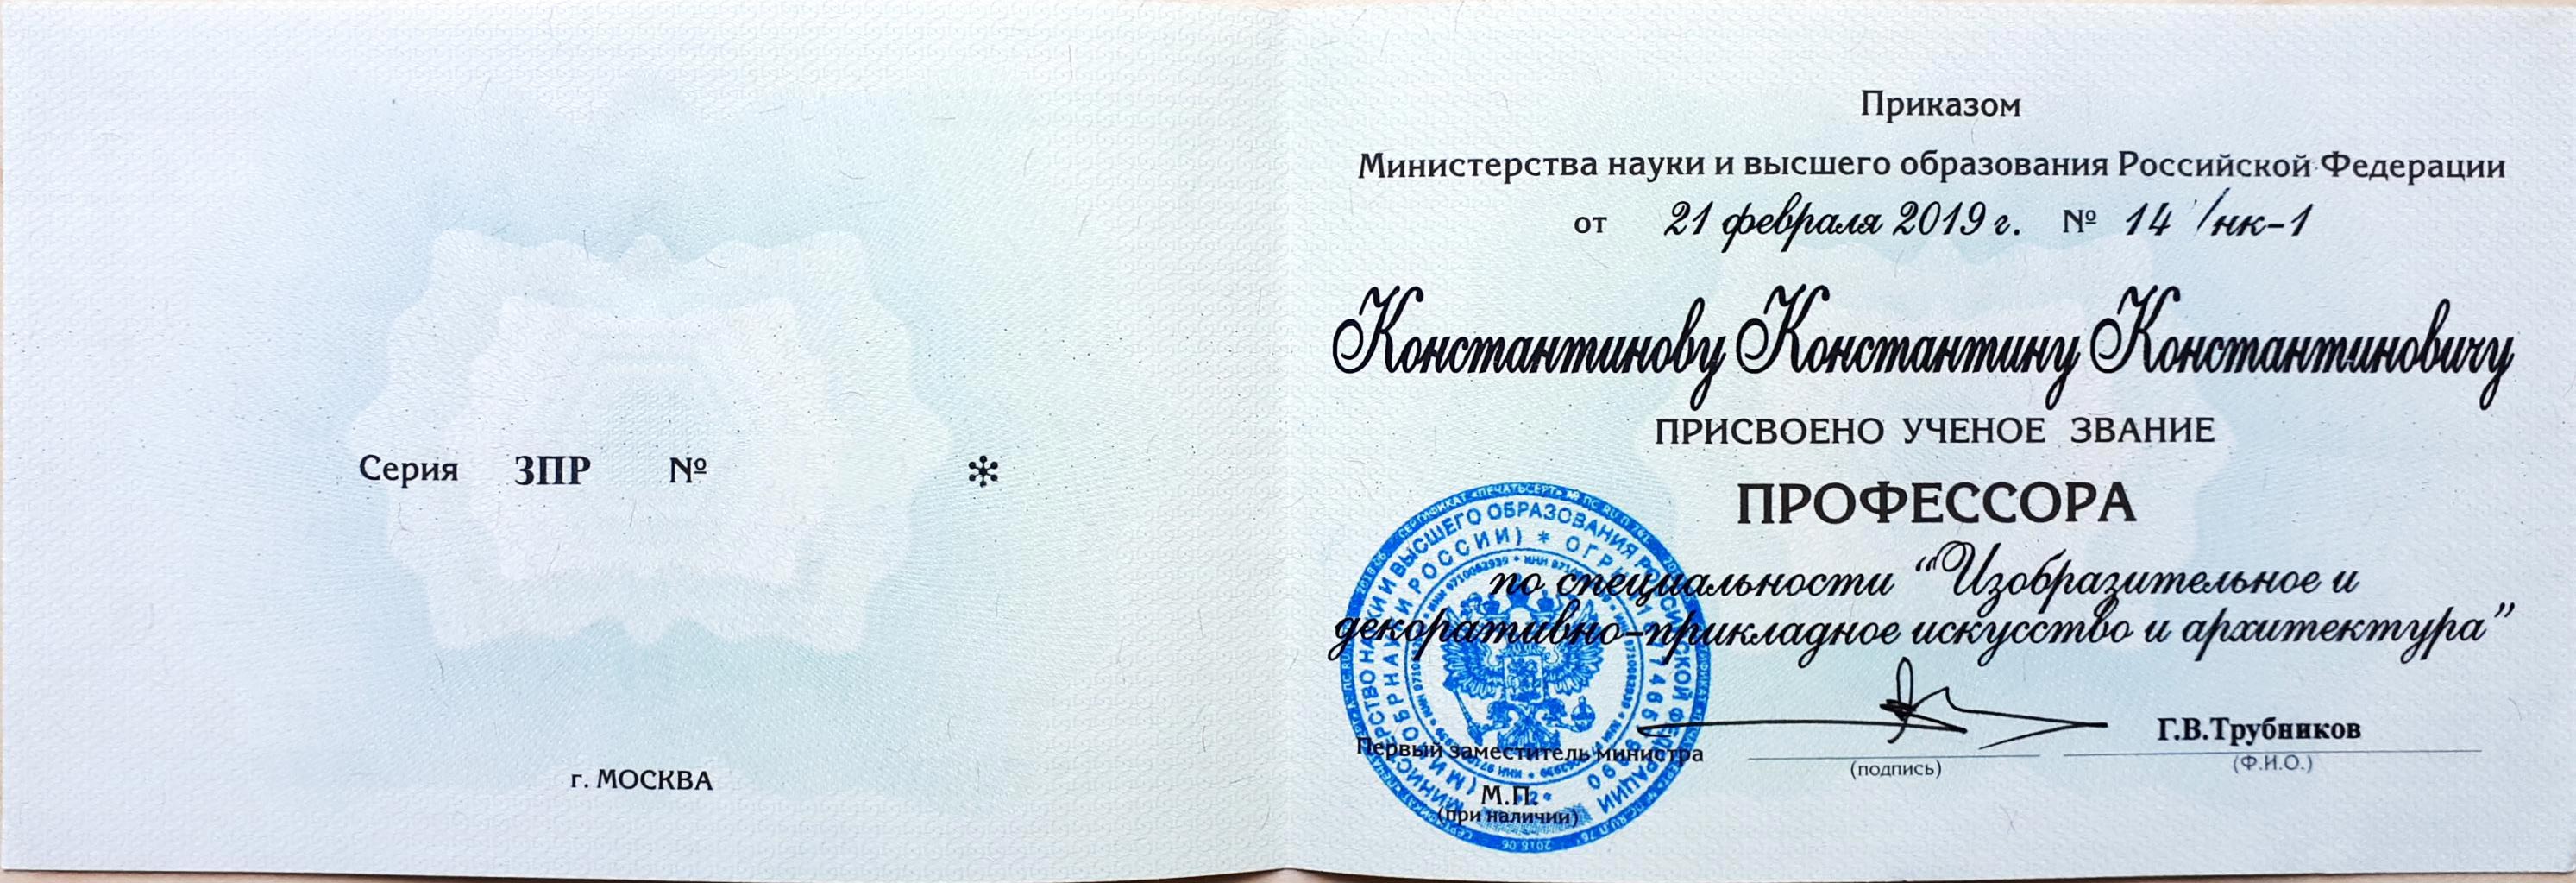 Серия ЗПР №
г. МОСКВА
Приказом
Министерства науки и высшего образования Российской Федерации
от 21 февраля 2019 г. № 14 /нк-1
Константинову Константину Константиновичу
ПРИСВОЕНО УЧЕНОЕ ЗВАНИЕ
ПРОФЕССОРА
по специальности “Изобразительное и
декоративно-прикладное искусство и архитектура”
Г.В.Трубников
Первый заместитель министра
(подпись)
(Ф.И.О.)
М.П.
(при наличии)
МИНИСТЕРСТВО НАУКИ И ВЫСШЕГО ОБРАЗОВАНИЯ РОССИЙСКОЙ ФЕДЕРАЦИИ
(МИНОБРНАУКИ РОССИИ) * ОГРН